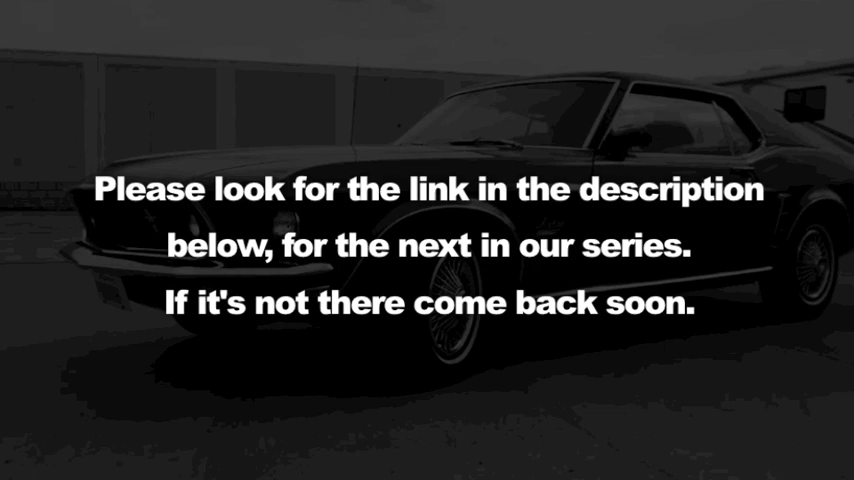 Please look for the link in the description
below, for the next in our series.
If it's not there come back soon.